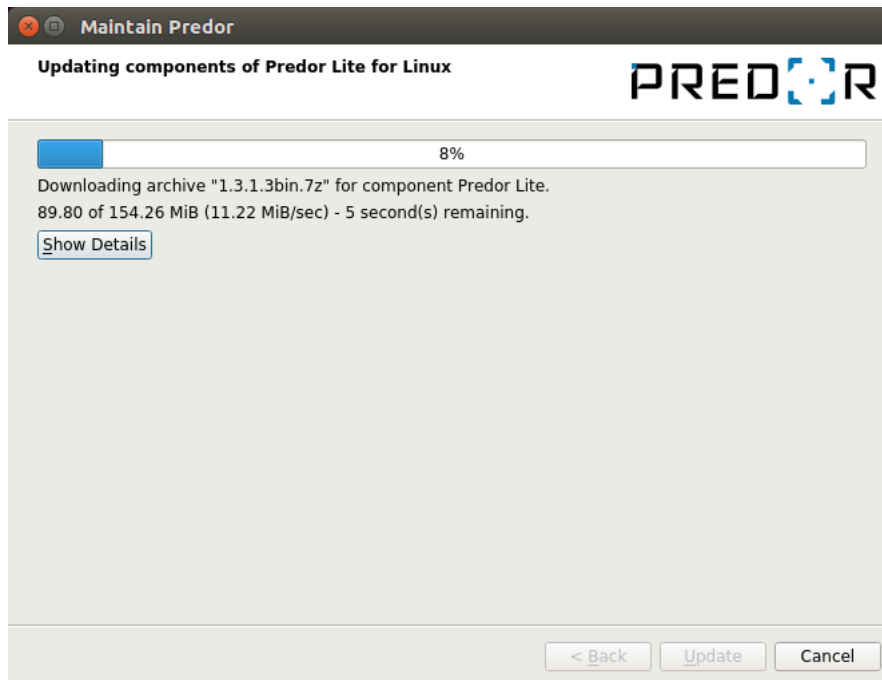 Maintain Predor
Updating components of Predor Lite for Linux
PREDOR
8%
Downloading archive "1.3.1.3bin.7z" for component Predor Lite.
89.80 of 154.26 MiB (11.22 MiB/sec) - 5 second(s) remaining.
Show Details
< Back
Update
Cancel